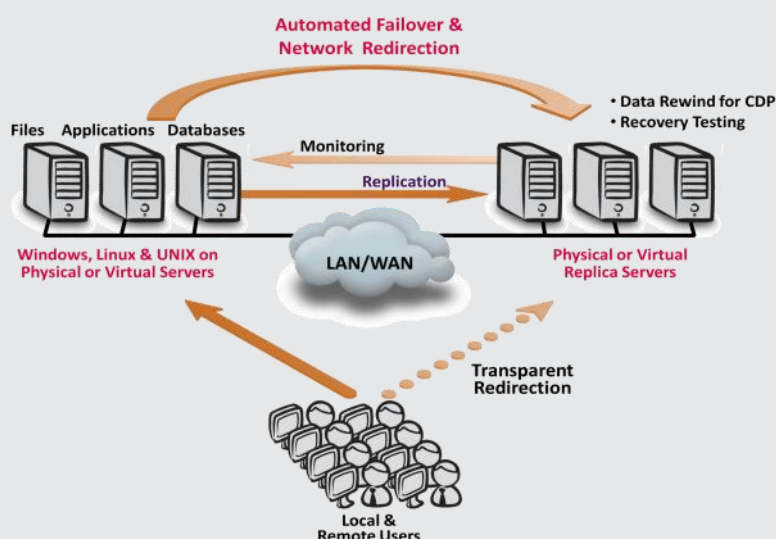 Automated Failover &
Network Redirection
• Data Rewind for CDP
• Recovery Testing
Files Applications Databases
Monitoring
Replication
Windows, Linux & UNIX on
Physical or Virtual Servers
LAN/WAN
Physical or Virtual
Replica Servers
Transparent
Redirection
Local &
Remote Users